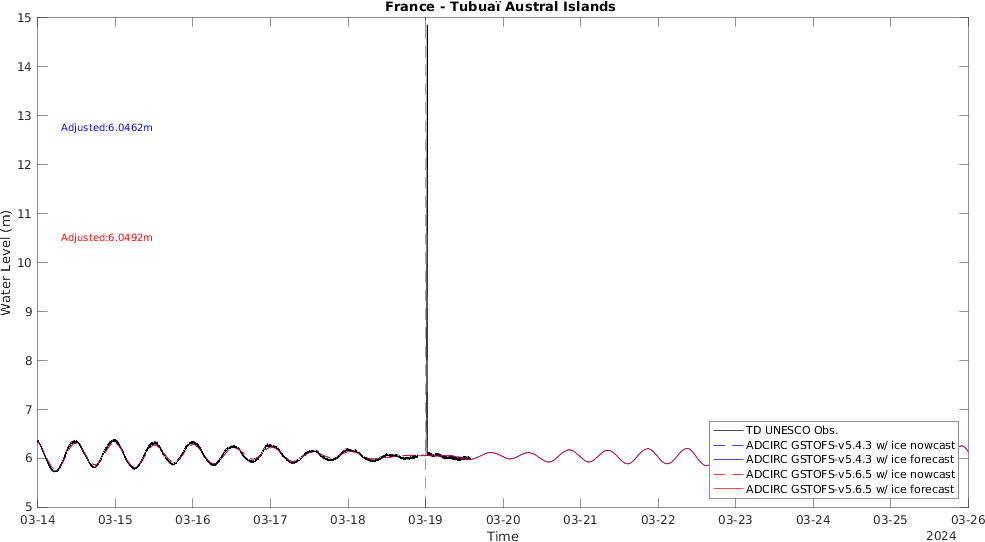 France - Tubuaï Austral Islands
15
14
13
12
11
10
9
8
7
6
5
Water Level (m)
Adjusted:6.0462m
Adjusted:6.0492m
TD UNESCO Obs.
ADCIRC GSTOFS-v5.4.3 w/ ice nowcast
ADCIRC GSTOFS-v5.4.3 w/ ice forecast
ADCIRC GSTOFS-v5.6.5 w/ ice nowcast
ADCIRC GSTOFS-v5.6.5 w/ ice forecast
03-14 03-15 03-16 03-17 03-18 03-19 03-20 03-21 03-22 03-23 03-24 03-25 03-26
Time
2024